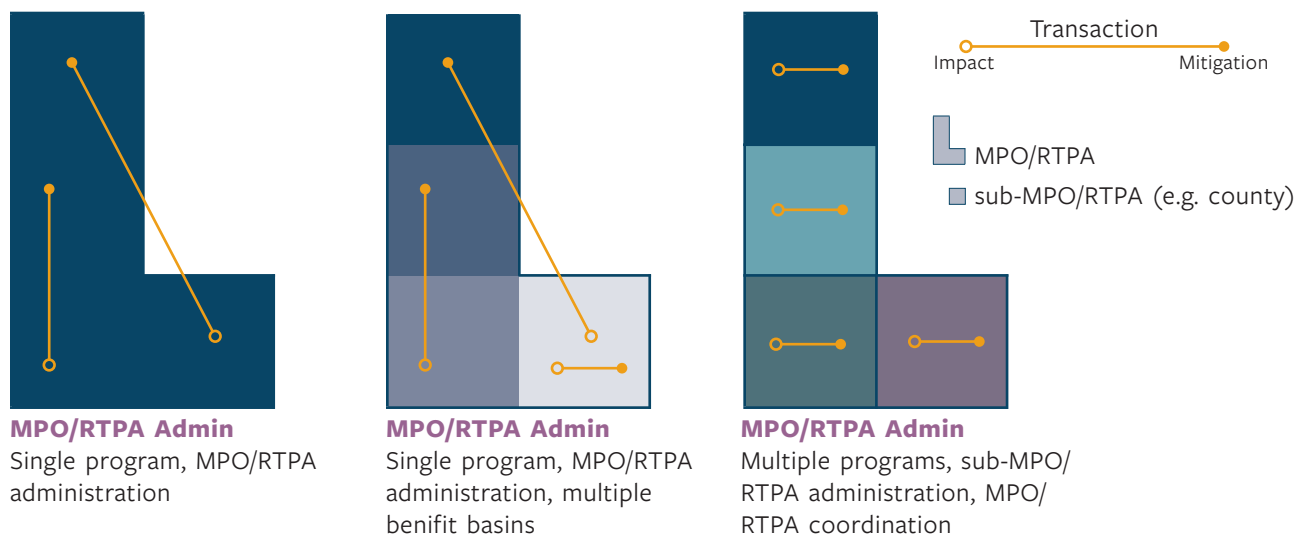 Transaction
Impact
Mitigation
MPO/RTPA
sub-MPO/RTPA (e.g. county)
MPO/RTPA Admin
Single program, MPO/RTPA
administration
MPO/RTPA Admin
Single program, MPO/RTPA
administration, multiple
benifit basins
MPO/RTPA Admin
Multiple programs, sub-MPO/
RTPA administration, MPO/
RTPA coordination